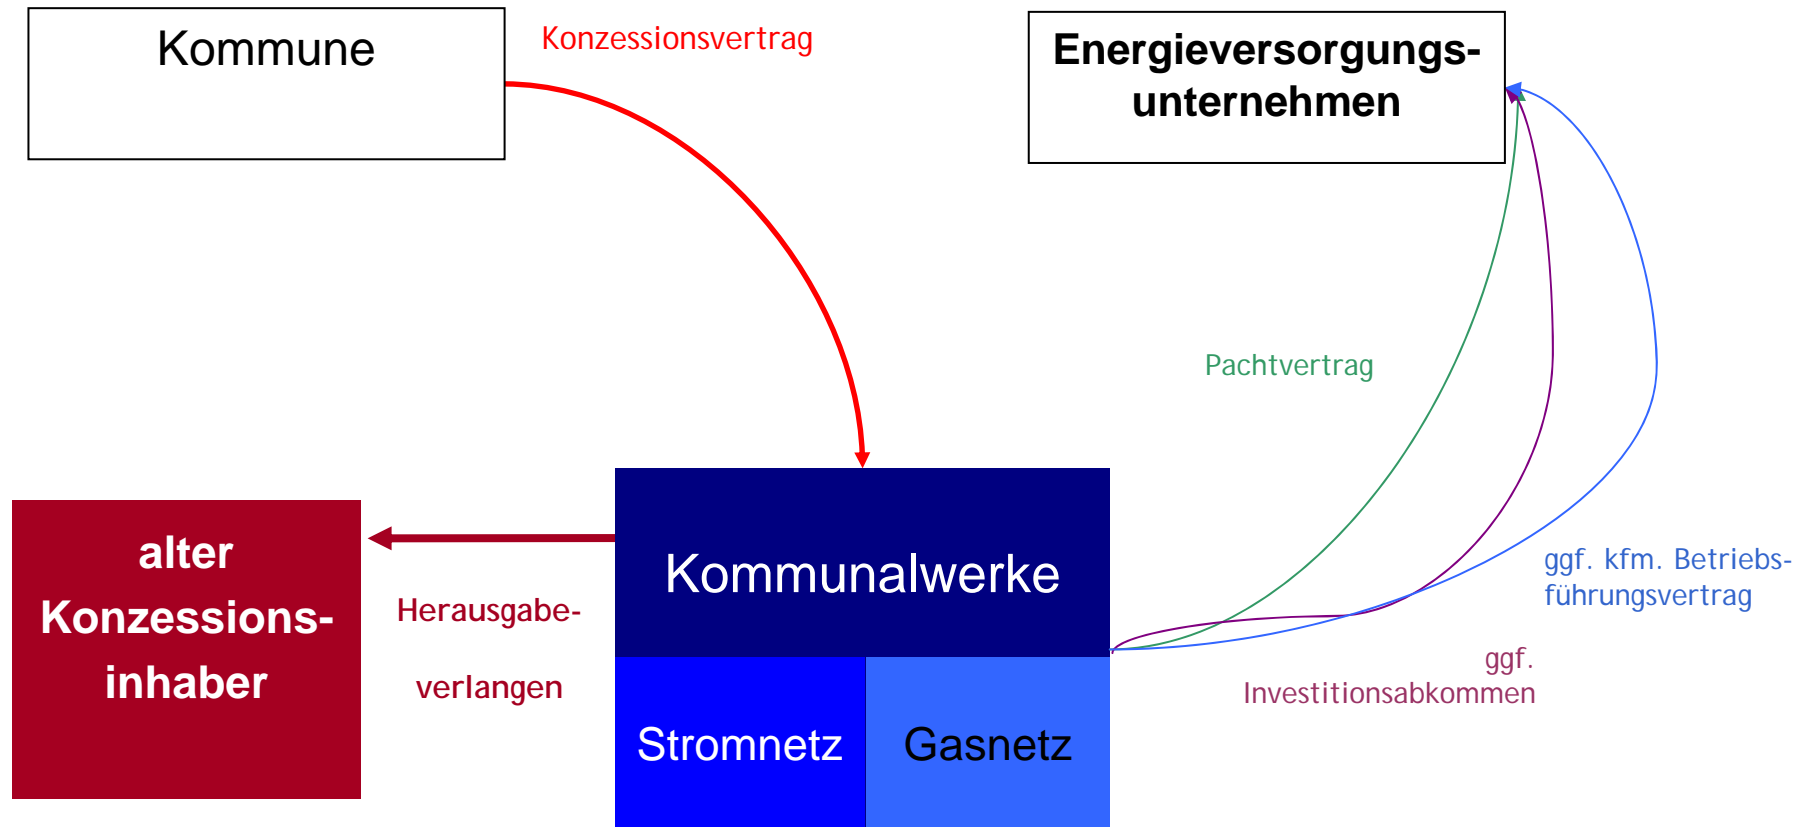 Kommune
Konzessionsvertrag
Energieversorgungs-
unternehmen
Pachtvertrag
alter
Konzessions-
inhaber
Herausgabe-
verlangen
Kommunalwerke
Stromnetz
Gasnetz
ggf. kfm. Betriebs-
führungsvertrag
ggf.
Investitionsabkommen